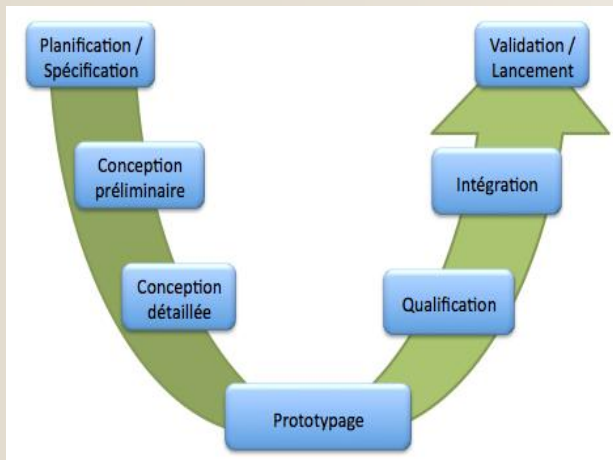 Planification /
Spécification
Conception
préliminaire
Conception
détaillée
Prototypage
Qualification
Intégration
Validation /
Lancement